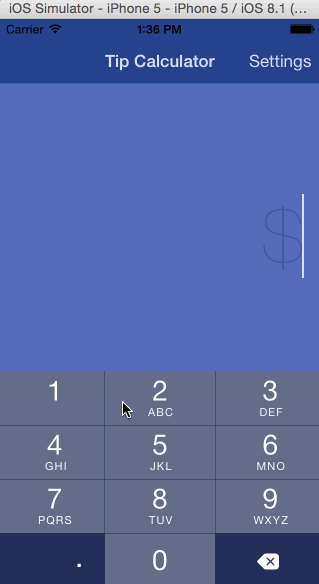 iOS Simulator - iPhone 5 - iPhone 5 / iOS 8.1 (...
Carrier 1:36 PM
Tip Calculator Settings
$
1 2 3
ABC DEF
4 5 6
GHI JKL MNO
7 8 9
PQRS TUV WXYZ
. 0